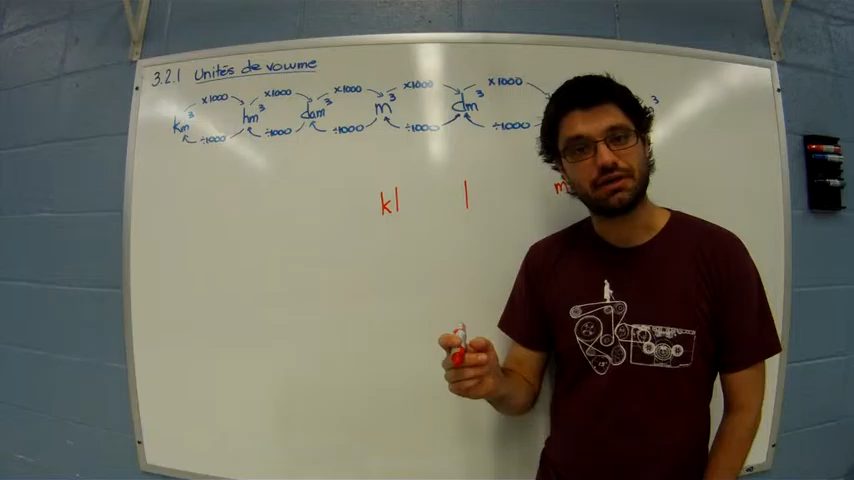 3.2.1 Unités de volume
x1000 x1000 x1000 x1000 x1000
km³ hm³ dam³ m³ dm³ ³
÷1000 ÷1000 ÷1000 ÷1000 ÷1000
kl l m